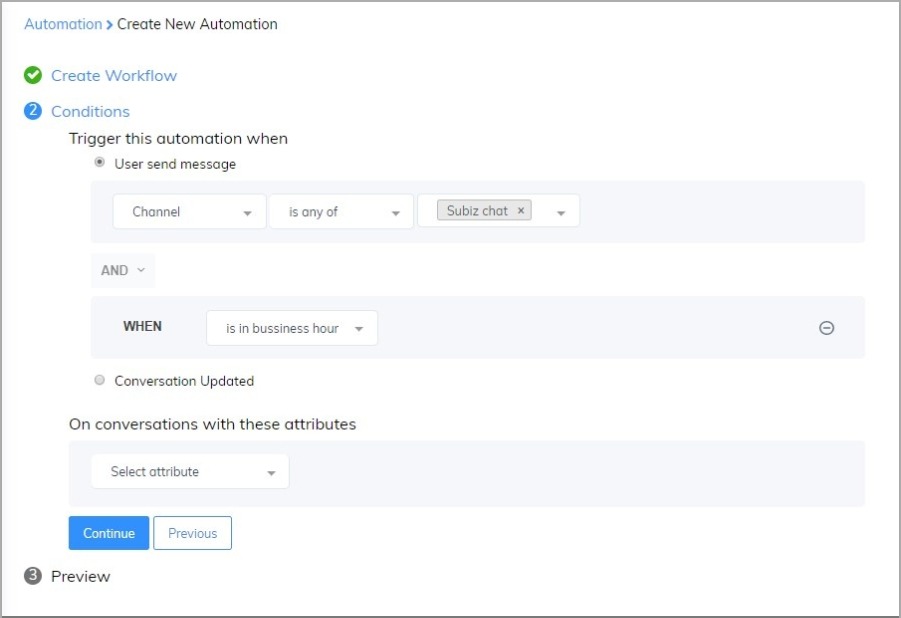 Automation > Create New Automation
Create Workflow
2 Conditions
Trigger this automation when
User send message
Channel is any of Subiz chat ×
AND
WHEN is in bussiness hour
Conversation Updated
On conversations with these attributes
Select attribute
Continue Previous
3 Preview